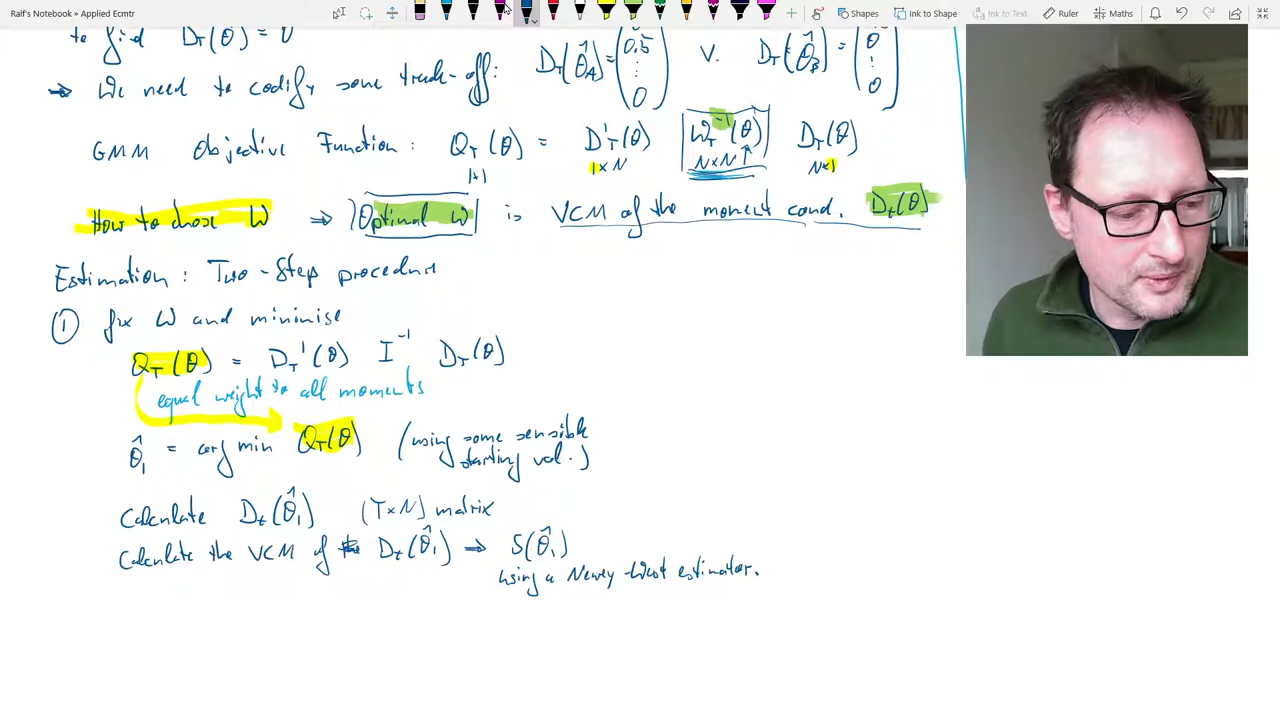 Ralf's Notebook » Applied Ecmtr
Shapes Ink to Shape Ink to Text Ruler Maths
to find D_T(θ) = 0
⇒ We need to codify some trade-off: D_T(θ̂_A) = (0.5 ⋮ 0) v. D_T(θ̂_B) = (0 ⋮ 0)
GMM Objective Function: Q_T(θ) = D'_T(θ) W_T^{-1}(θ) D_T(θ)
1×1 1×N N×N N×1
How to chose W ⇒ Optimal W is VCM of the moment cond. D_t(θ)
Estimation: Two-Step procedure
① fix W and minimise
Q_T(θ) = D_T'(θ) I^{-1} D_T(θ)
equal weight to all moments
θ̂_1 = arg min Q_T(θ) (using some sensible
starting val.)
Calculate D_t(θ̂_1) (T×N) matrix
Calculate the VCM of D_t(θ̂_1) ⇒ S(θ̂_1)
using a Newey-West estimator.